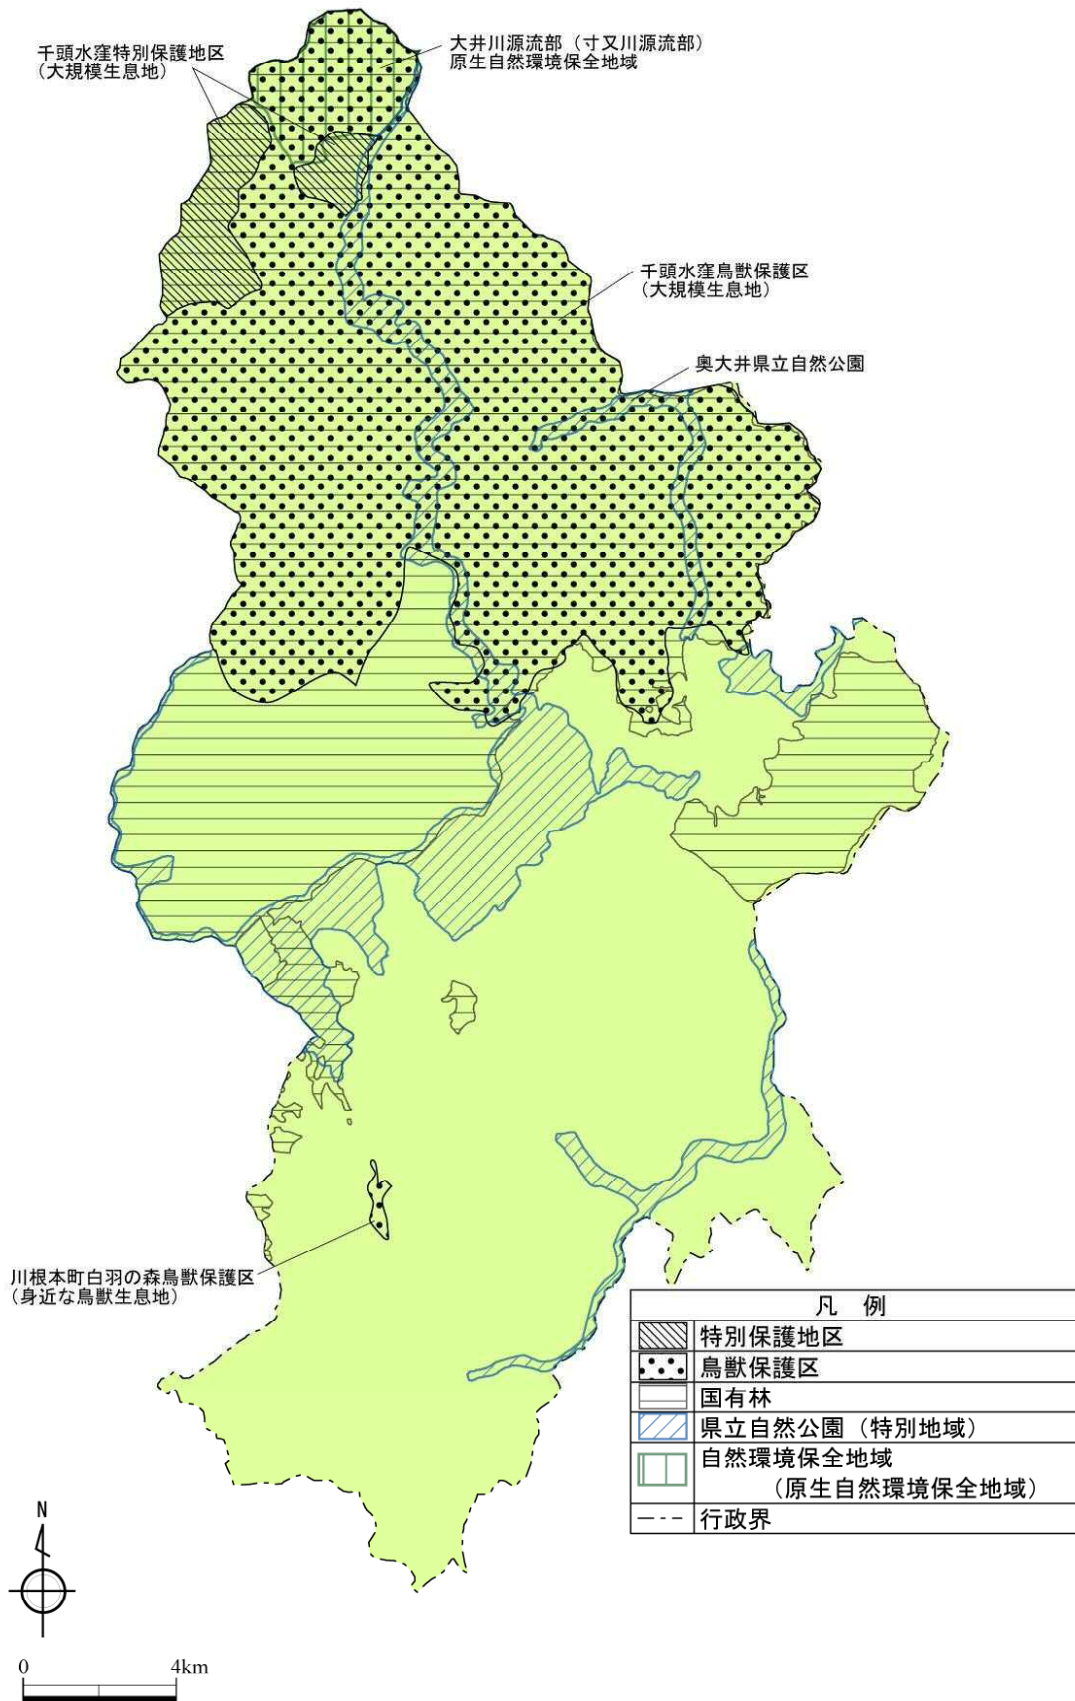 千頭水窪特別保護地区
(大規模生息地)
大井川源流部（寸又川源流部）
原生自然環境保全地域
千頭水窪鳥獣保護区
(大規模生息地)
奥大井県立自然公園
川根本町白羽の森鳥獣保護区
(身近な鳥獣生息地)
凡 例
特別保護地区
鳥獣保護区
国有林
県立自然公園（特別地域）
自然環境保全地域
（原生自然環境保全地域）
行政界
N
0 4km